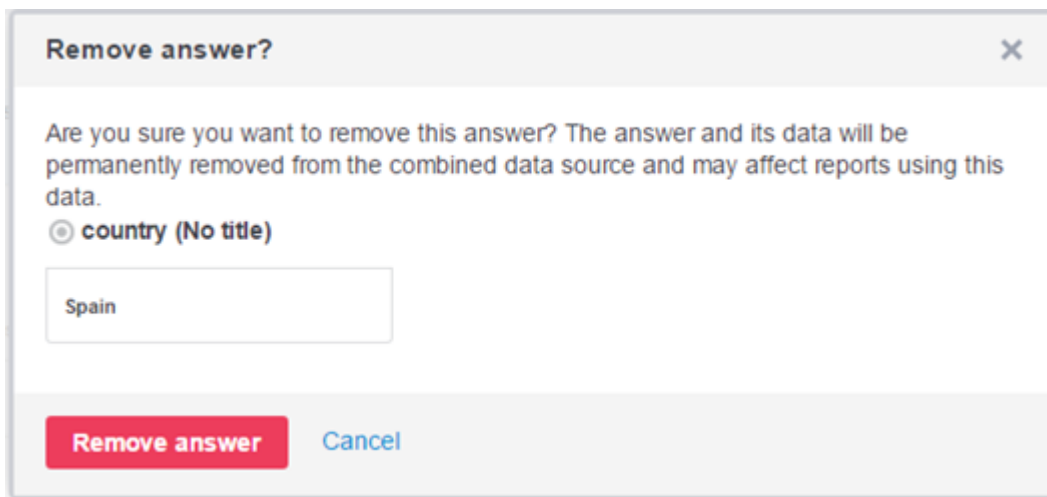 Remove answer?
Are you sure you want to remove this answer? The answer and its data will be
permanently removed from the combined data source and may affect reports using this
data.
country (No title)
Spain
Remove answer Cancel